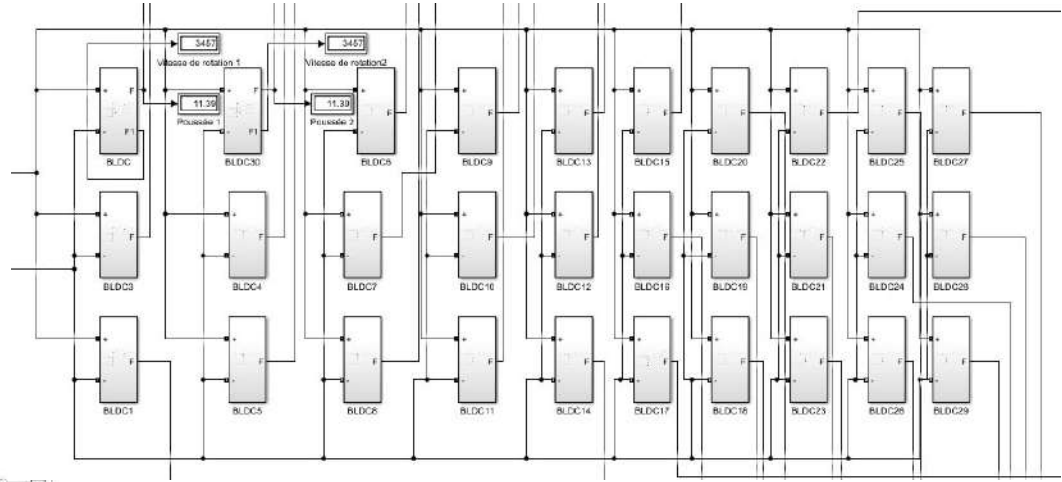 3457
3457
Vitesse de rotation 1
Vitesse de rotation2
+ F + F + + + + + + + +
11.39
11.39
Poussée 1
Poussée 2
- F1 - F1 - - - - - - - -
BLDC BLDC30 BLDC6 BLDC9 BLDC13 BLDC15 BLDC20 BLDC22 BLDC25 BLDC27
+ + + + + + + + + +
F F F F F F F F F F
- - - - - - - - - -
BLDC3 BLDC4 BLDC7 BLDC10 BLDC12 BLDC16 BLDC19 BLDC21 BLDC24 BLDC28
+ + + + + + + + + +
F F F F F F F F F F
- - - - - - - - - -
BLDC1 BLDC5 BLDC8 BLDC11 BLDC14 BLDC17 BLDC18 BLDC23 BLDC26 BLDC29